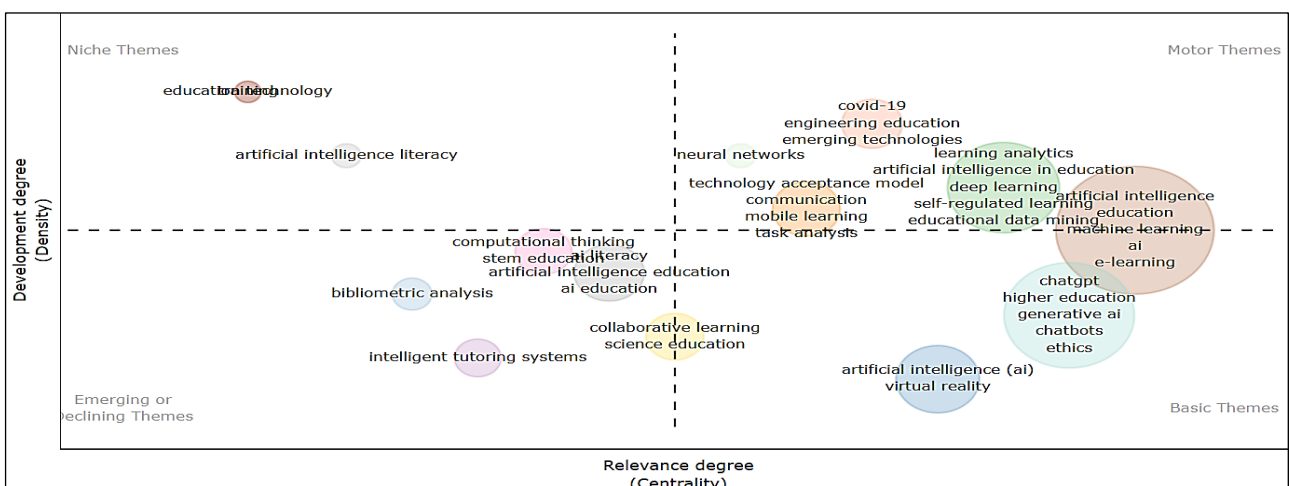 Niche Themes
Motor Themes
education technology
training
covid-19
engineering education
emerging technologies
artificial intelligence literacy
neural networks
learning analytics
artificial intelligence in education
deep learning
self-regulated learning
educational data mining
technology acceptance model
communication
mobile learning
task analysis
artificial intelligence
education
machine learning
ai
e-learning
Development degree
(Density)
computational thinking
stem education
ai literacy
artificial intelligence education
ai education
bibliometric analysis
chatgpt
higher education
generative ai
chatbots
ethics
collaborative learning
science education
intelligent tutoring systems
artificial intelligence (ai)
virtual reality
Emerging or
Declining Themes
Basic Themes
Relevance degree
(Centrality)